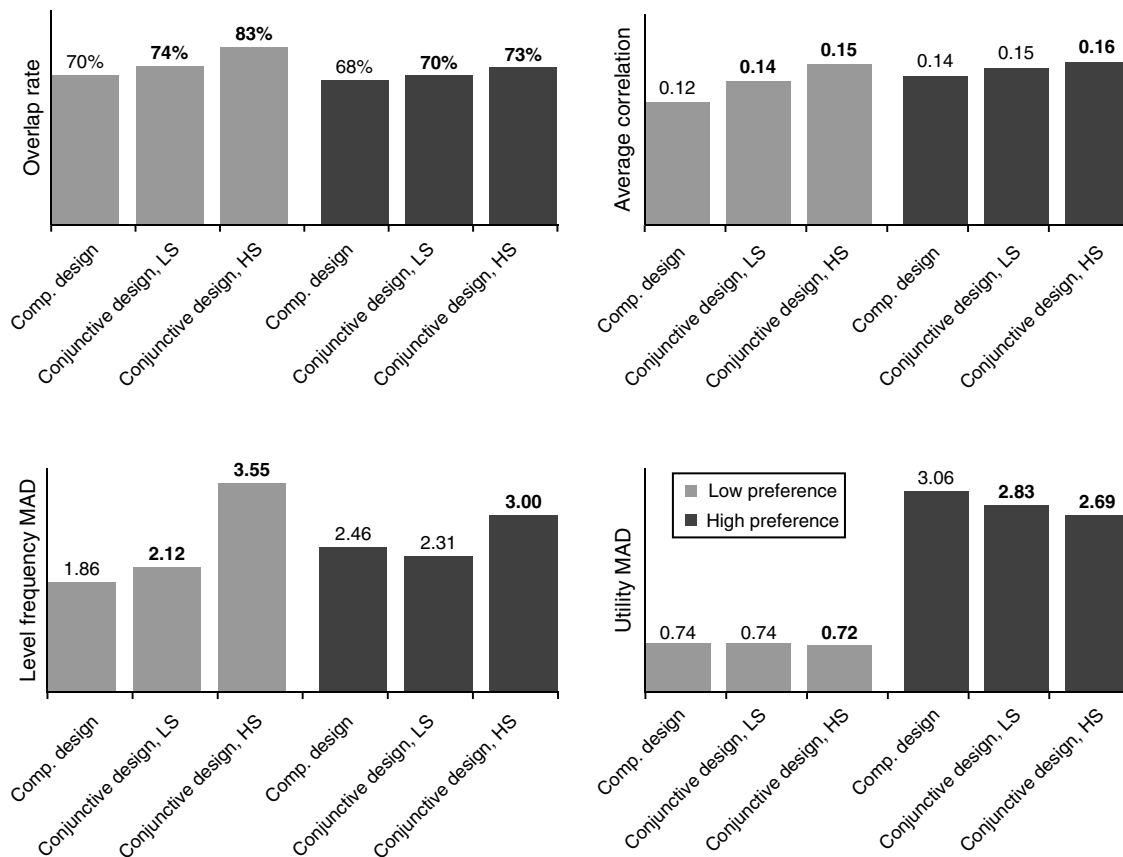 Overlap rate
70%
74%
83%
68%
70%
73%
Comp. design
Conjunctive design, LS
Conjunctive design, HS
Comp. design
Conjunctive design, LS
Conjunctive design, HS
Average correlation
0.12
0.14
0.15
0.14
0.15
0.16
Comp. design
Conjunctive design, LS
Conjunctive design, HS
Comp. design
Conjunctive design, LS
Conjunctive design, HS
Level frequency MAD
1.86
2.12
3.55
2.46
2.31
3.00
Comp. design
Conjunctive design, LS
Conjunctive design, HS
Comp. design
Conjunctive design, LS
Conjunctive design, HS
Utility MAD
Low preference
High preference
0.74
0.74
0.72
3.06
2.83
2.69
Comp. design
Conjunctive design, LS
Conjunctive design, HS
Comp. design
Conjunctive design, LS
Conjunctive design, HS